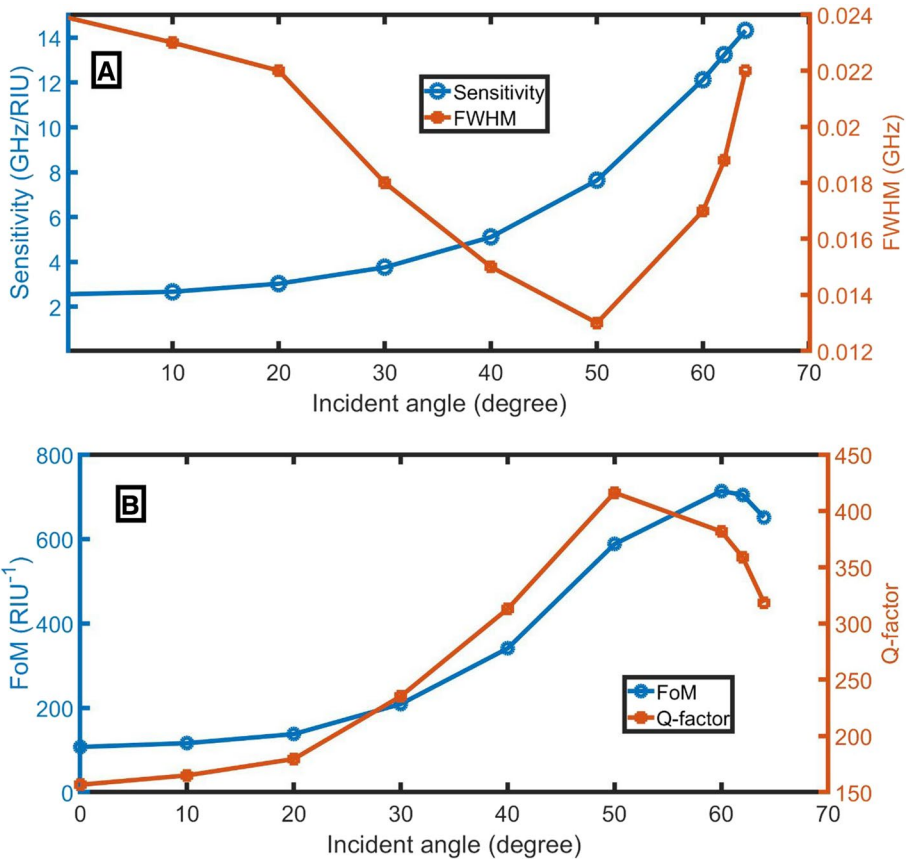 A
Sensitivity
FWHM
Sensitivity (GHz/RIU)
14
12
10
8
6
4
2
0.024
0.022
0.02
0.018
0.016
0.014
0.012
FWHM (GHz)
10 20 30 40 50 60 70
Incident angle (degree)
B
FoM
Q-factor
FoM (RIU⁻¹)
800
600
400
200
0
450
400
350
300
250
200
150
Q-factor
0 10 20 30 40 50 60 70
Incident angle (degree)